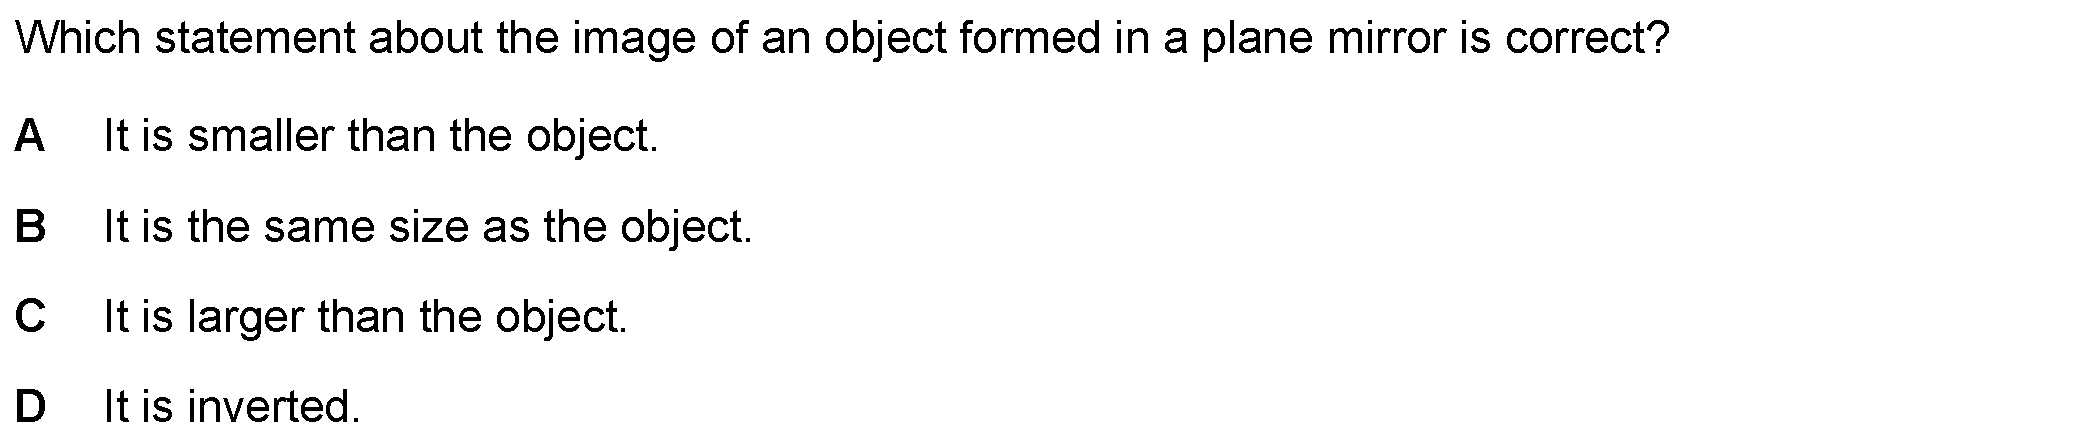 Which statement about the image of an object formed in a plane mirror is correct?
A It is smaller than the object.
B It is the same size as the object.
C It is larger than the object.
D It is inverted.